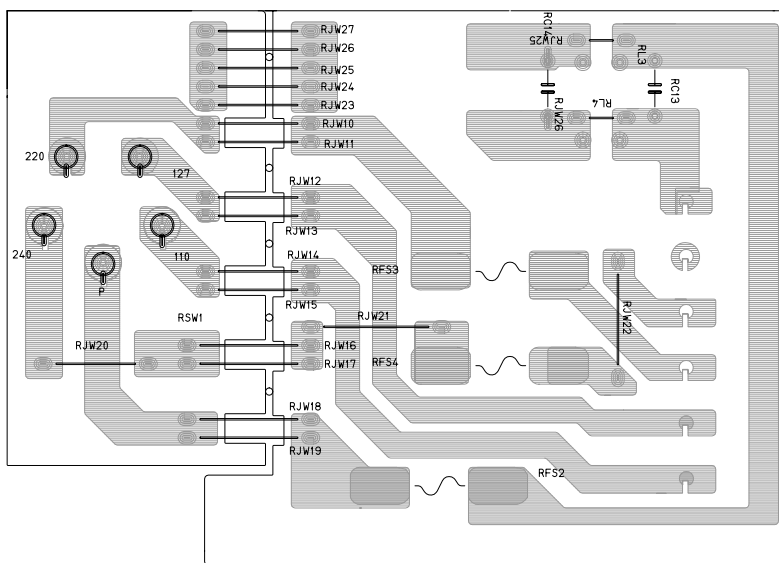 RJW27
RJW26
RJW25
RJW24
RJW23
RJW10
RJW11
RC14
RJW25
RL3
RC13
RL4
RJW26
220
127
RJW12
RJW13
240
110
P
RJW14
RJW15
RFS3
RSW1
RJW20
RJW21
RJW22
RJW16
RJW17
RFS4
RJW18
RJW19
RFS2